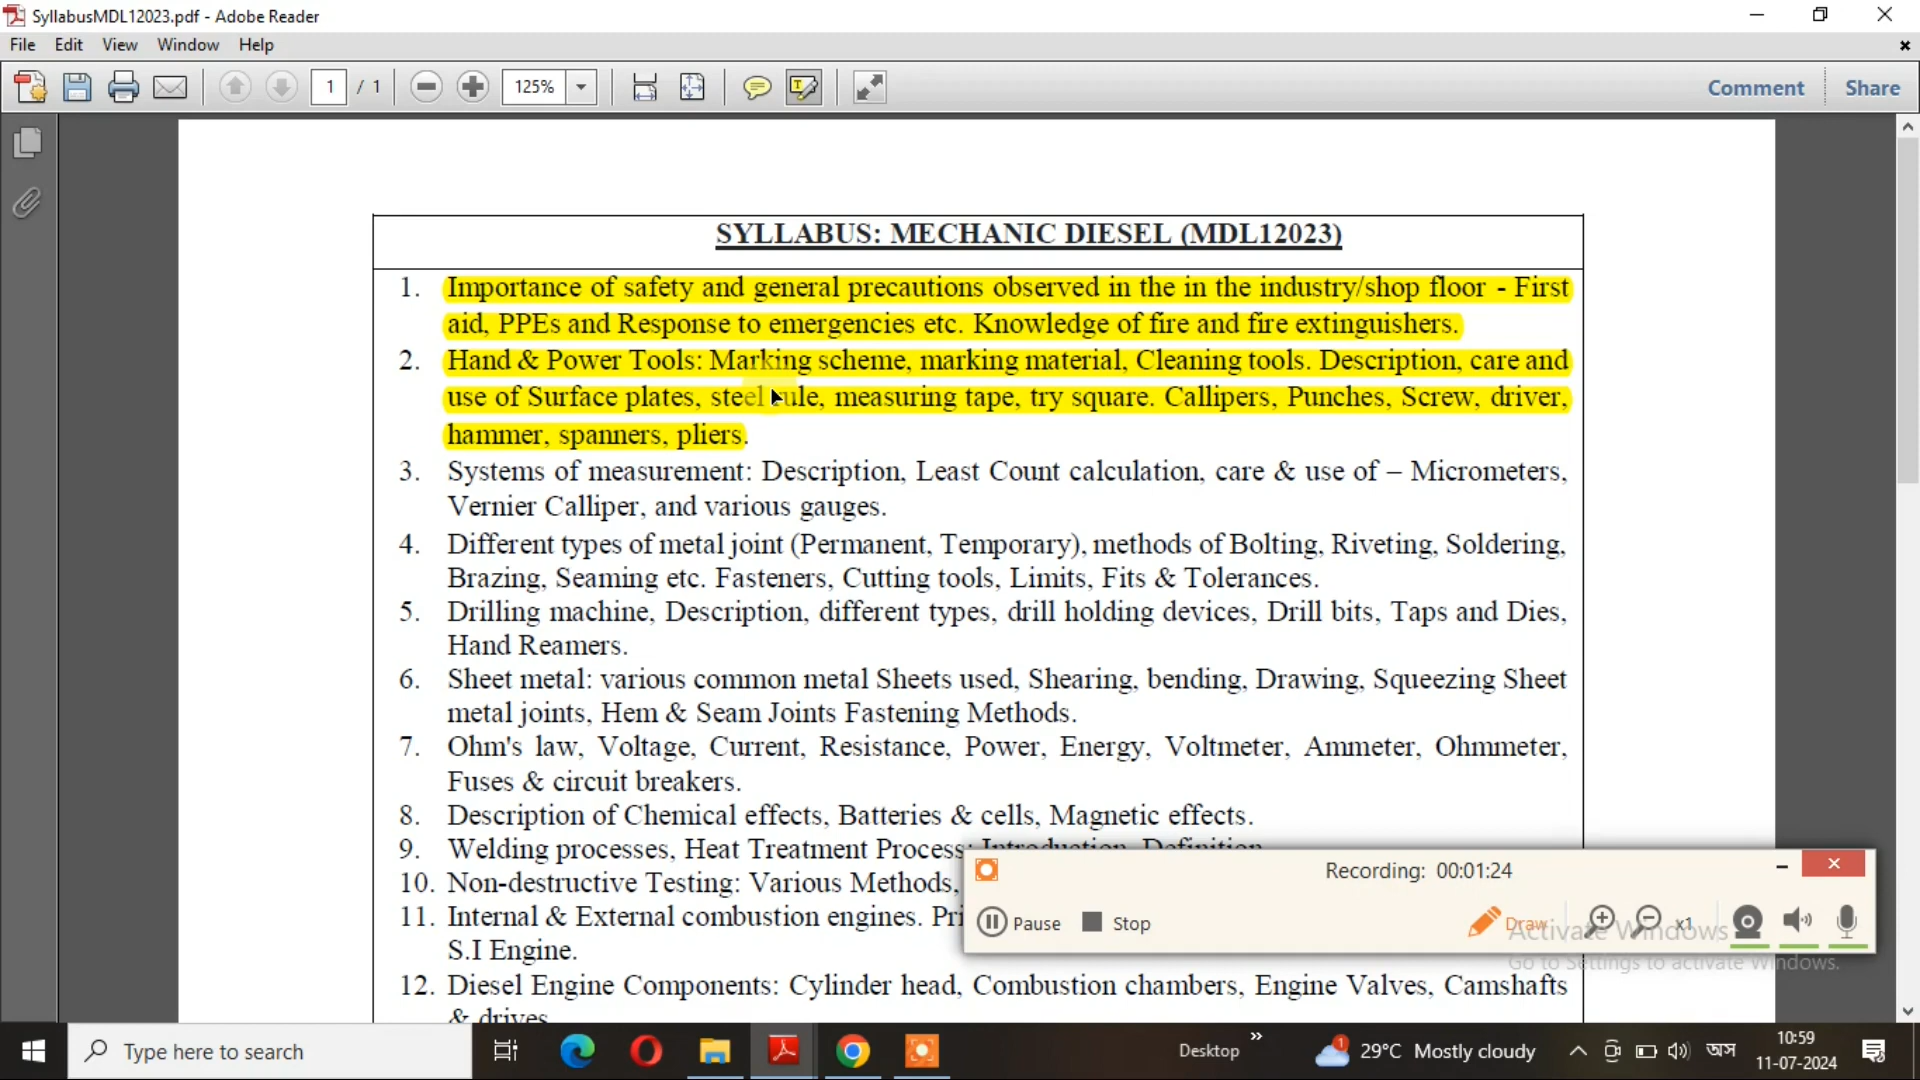 SyllabusMDL12023.pdf - Adobe Reader
File Edit View Window Help
1 / 1 125% Comment Share
SYLLABUS: MECHANIC DIESEL (MDL12023)
1. Importance of safety and general precautions observed in the in the industry/shop floor - First
aid, PPEs and Response to emergencies etc. Knowledge of fire and fire extinguishers.
2. Hand & Power Tools: Marking scheme, marking material, Cleaning tools. Description, care and
use of Surface plates, steel rule, measuring tape, try square. Callipers, Punches, Screw, driver,
hammer, spanners, pliers.
3. Systems of measurement: Description, Least Count calculation, care & use of – Micrometers,
Vernier Calliper, and various gauges.
4. Different types of metal joint (Permanent, Temporary), methods of Bolting, Riveting, Soldering,
Brazing, Seaming etc. Fasteners, Cutting tools, Limits, Fits & Tolerances.
5. Drilling machine, Description, different types, drill holding devices, Drill bits, Taps and Dies,
Hand Reamers.
6. Sheet metal: various common metal Sheets used, Shearing, bending, Drawing, Squeezing Sheet
metal joints, Hem & Seam Joints Fastening Methods.
7. Ohm's law, Voltage, Current, Resistance, Power, Energy, Voltmeter, Ammeter, Ohmmeter,
Fuses & circuit breakers.
8. Description of Chemical effects, Batteries & cells, Magnetic effects.
9. Welding processes, Heat Treatment Process: Introduction, Definition
10. Non-destructive Testing: Various Methods,
11. Internal & External combustion engines. Pri
S.I Engine.
12. Diesel Engine Components: Cylinder head, Combustion chambers, Engine Valves, Camshafts
& drives
Recording: 00:01:24
Pause Stop Draw x1
Activate Windows
Go to Settings to activate Windows.
Type here to search
Desktop
1 29°C Mostly cloudy
অস
10:59
11-07-2024